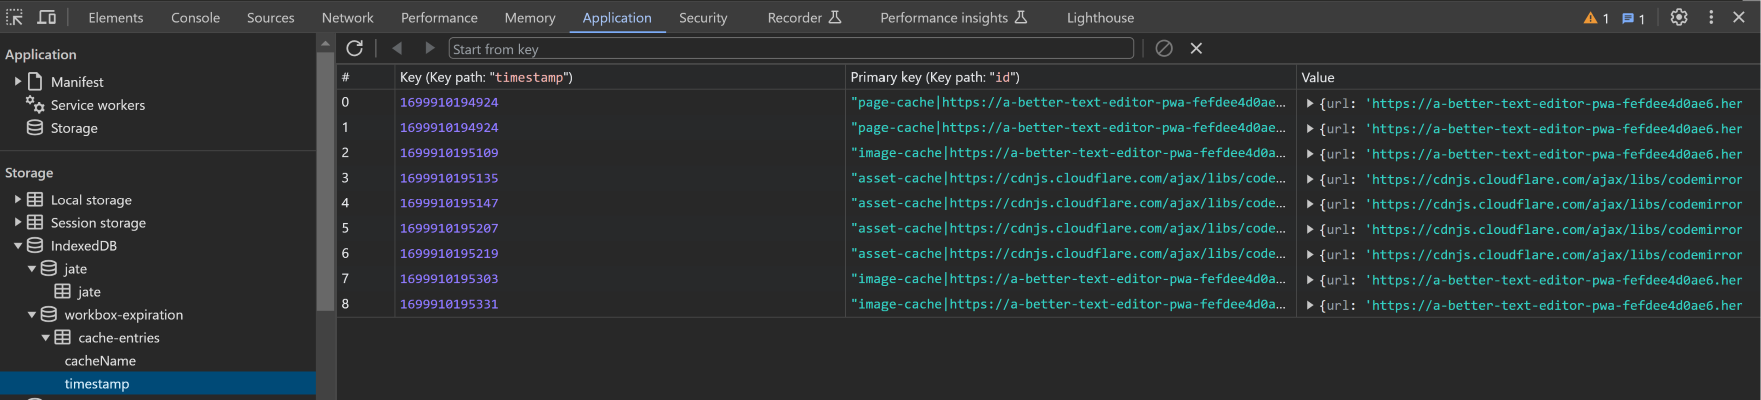 Elements Console Sources Network Performance Memory Application Security Recorder Performance insights Lighthouse 1 1
Application
Manifest
Service workers
Storage
Storage
Local storage
Session storage
IndexedDB
jate
jate
workbox-expiration
cache-entries
cacheName
timestamp
Start from key
# Key (Key path: "timestamp") Primary key (Key path: "id") Value
0 1699910194924 "page-cache|https://a-better-text-editor-pwa-fefdee4d0ae... {url: 'https://a-better-text-editor-pwa-fefdee4d0ae6.her
1 1699910194924 "page-cache|https://a-better-text-editor-pwa-fefdee4d0ae... {url: 'https://a-better-text-editor-pwa-fefdee4d0ae6.her
2 1699910195109 "image-cache|https://a-better-text-editor-pwa-fefdee4d0a... {url: 'https://a-better-text-editor-pwa-fefdee4d0ae6.her
3 1699910195135 "asset-cache|https://cdnjs.cloudflare.com/ajax/libs/code... {url: 'https://cdnjs.cloudflare.com/ajax/libs/codemirror
4 1699910195147 "asset-cache|https://cdnjs.cloudflare.com/ajax/libs/code... {url: 'https://cdnjs.cloudflare.com/ajax/libs/codemirror
5 1699910195207 "asset-cache|https://cdnjs.cloudflare.com/ajax/libs/code... {url: 'https://cdnjs.cloudflare.com/ajax/libs/codemirror
6 1699910195219 "asset-cache|https://cdnjs.cloudflare.com/ajax/libs/code... {url: 'https://cdnjs.cloudflare.com/ajax/libs/codemirror
7 1699910195303 "image-cache|https://a-better-text-editor-pwa-fefdee4d0a... {url: 'https://a-better-text-editor-pwa-fefdee4d0ae6.her
8 1699910195331 "image-cache|https://a-better-text-editor-pwa-fefdee4d0a... {url: 'https://a-better-text-editor-pwa-fefdee4d0ae6.her